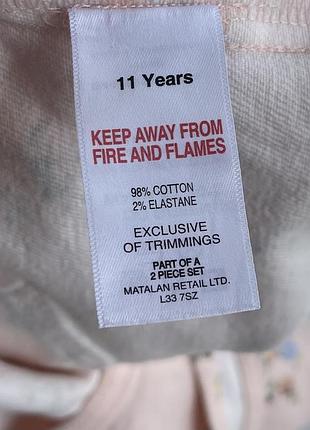 11 Years
KEEP AWAY FROM
FIRE AND FLAMES
98% COTTON
2% ELASTANE
EXCLUSIVE
OF TRIMMINGS
PART OF A
2 PIECE SET
MATALAN RETAIL LTD.
L33 7SZ